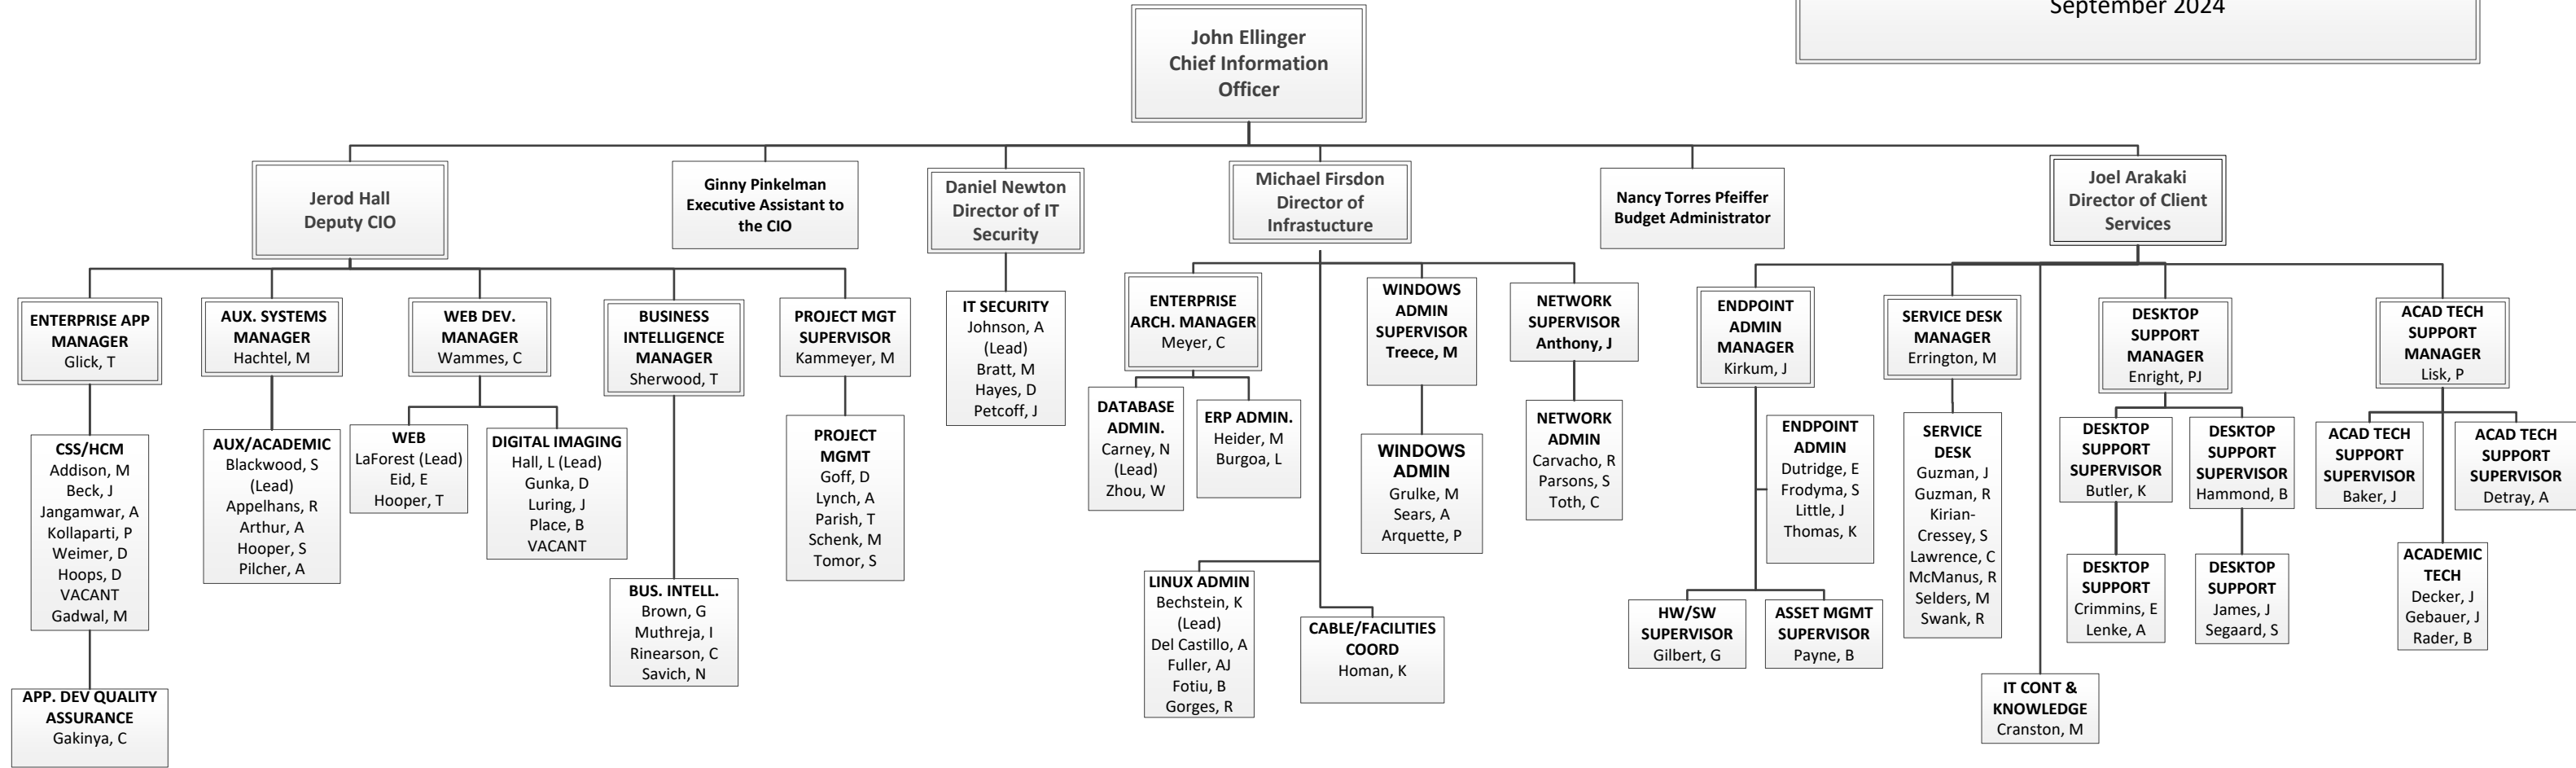 September 2024
John Ellinger
Chief Information
Officer
Jerod Hall
Deputy CIO
Ginny Pinkelman
Executive Assistant to
the CIO
Daniel Newton
Director of IT
Security
Michael Firsdon
Director of
Infrastucture
Nancy Torres Pfeiffer
Budget Administrator
Joel Arakaki
Director of Client
Services
ENTERPRISE APP
MANAGER
Glick, T
AUX. SYSTEMS
MANAGER
Hachtel, M
WEB DEV.
MANAGER
Wammes, C
BUSINESS
INTELLIGENCE
MANAGER
Sherwood, T
PROJECT MGT
SUPERVISOR
Kammeyer, M
IT SECURITY
Johnson, A
(Lead)
Bratt, M
Hayes, D
Petcoff, J
ENTERPRISE
ARCH. MANAGER
Meyer, C
WINDOWS
ADMIN
SUPERVISOR
Treece, M
NETWORK
SUPERVISOR
Anthony, J
ENDPOINT
ADMIN
MANAGER
Kirkum, J
SERVICE DESK
MANAGER
Errington, M
DESKTOP
SUPPORT
MANAGER
Enright, PJ
ACAD TECH
SUPPORT
MANAGER
Lisk, P
CSS/HCM
Addison, M
Beck, J
Jangamwar, A
Kollaparti, P
Weimer, D
Hoops, D
VACANT
Gadwal, M
AUX/ACADEMIC
Blackwood, S
(Lead)
Appelhans, R
Arthur, A
Hooper, S
Pilcher, A
WEB
LaForest (Lead)
Eid, E
Hooper, T
DIGITAL IMAGING
Hall, L (Lead)
Gunka, D
Luring, J
Place, B
VACANT
BUS. INTELL.
Brown, G
Muthreja, I
Rinearson, C
Savich, N
PROJECT
MGMT
Goff, D
Lynch, A
Parish, T
Schenk, M
Tomor, S
DATABASE
ADMIN.
Carney, N
(Lead)
Zhou, W
ERP ADMIN.
Heider, M
Burgoa, L
WINDOWS
ADMIN
Grulke, M
Sears, A
Arquette, P
NETWORK
ADMIN
Carvacho, R
Parsons, S
Toth, C
LINUX ADMIN
Bechstein, K
(Lead)
Del Castillo, A
Fuller, AJ
Fotiu, B
Gorges, R
CABLE/FACILITIES
COORD
Homan, K
ENDPOINT
ADMIN
Dutridge, E
Frodyma, S
Little, J
Thomas, K
HW/SW
SUPERVISOR
Gilbert, G
ASSET MGMT
SUPERVISOR
Payne, B
SERVICE
DESK
Guzman, J
Guzman, R
Kirian-
Cressey, S
Lawrence, C
McManus, R
Selders, M
Swank, R
IT CONT &
KNOWLEDGE
Cranston, M
DESKTOP
SUPPORT
SUPERVISOR
Butler, K
DESKTOP
SUPPORT
SUPERVISOR
Hammond, B
DESKTOP
SUPPORT
Crimmins, E
Lenke, A
DESKTOP
SUPPORT
James, J
Segaard, S
ACAD TECH
SUPPORT
SUPERVISOR
Baker, J
ACAD TECH
SUPPORT
SUPERVISOR
Detray, A
ACADEMIC
TECH
Decker, J
Gebauer, J
Rader, B
APP. DEV QUALITY
ASSURANCE
Gakinya, C